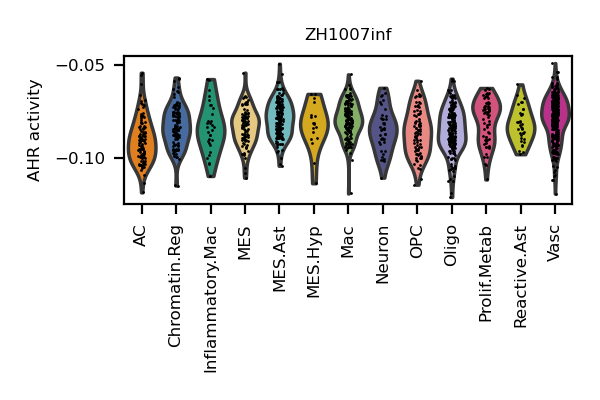 ZH1007inf
AHR activity
−0.05
−0.10
AC
Chromatin.Reg
Inflammatory.Mac
MES
MES.Ast
MES.Hyp
Mac
Neuron
OPC
Oligo
Prolif.Metab
Reactive.Ast
Vasc